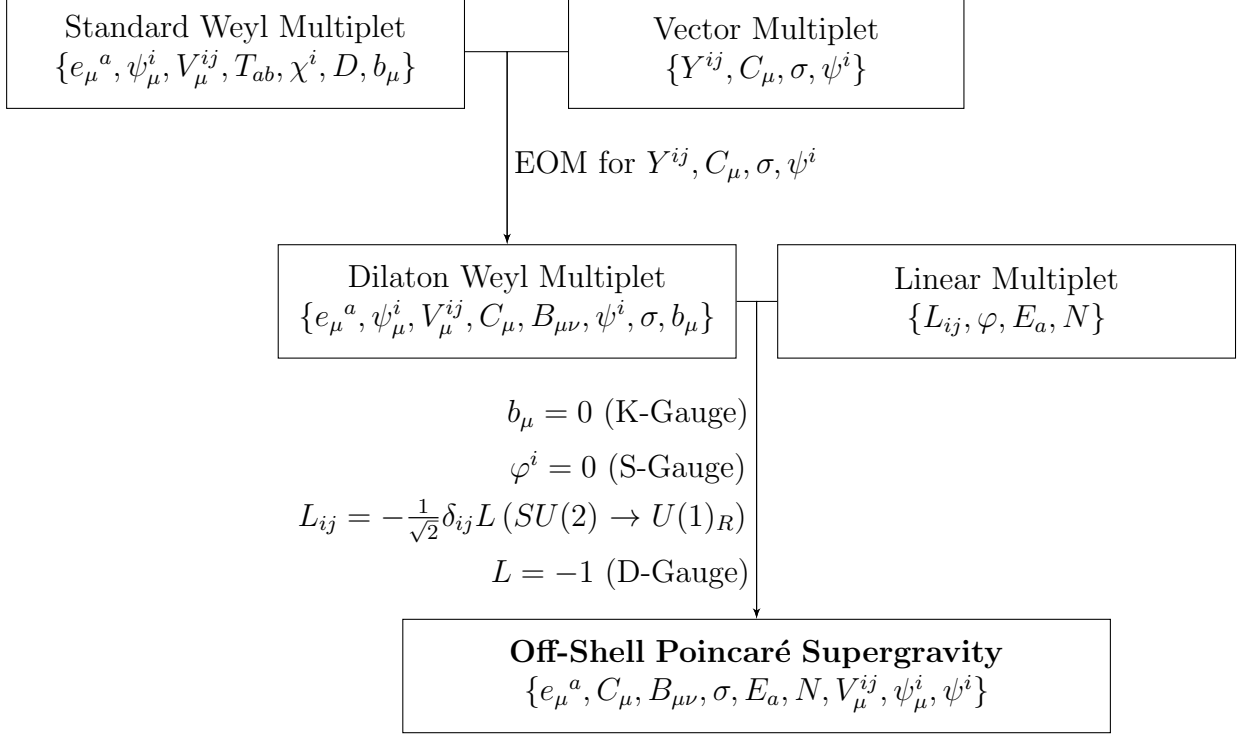 Standard Weyl Multiplet
{e_μ^a, ψ_μ^i, V_μ^{ij}, T_{ab}, χ^i, D, b_μ}
Vector Multiplet
{Y^{ij}, C_μ, σ, ψ^i}
EOM for Y^{ij}, C_μ, σ, ψ^i
Dilaton Weyl Multiplet
{e_μ^a, ψ_μ^i, V_μ^{ij}, C_μ, B_{μν}, ψ^i, σ, b_μ}
Linear Multiplet
{L_{ij}, φ, E_a, N}
b_μ = 0 (K-Gauge)
φ^i = 0 (S-Gauge)
L_{ij} = −\frac{1}{√2}δ_{ij}L (SU(2) → U(1)_R)
L = −1 (D-Gauge)
Off-Shell Poincaré Supergravity
{e_μ^a, C_μ, B_{μν}, σ, E_a, N, V_μ^{ij}, ψ_μ^i, ψ^i}